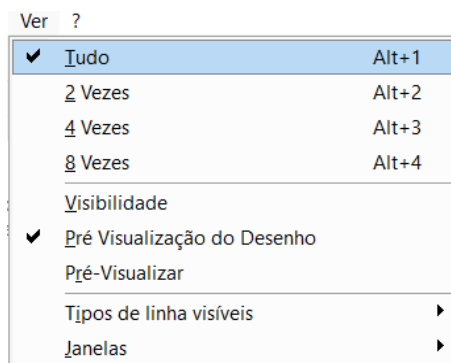 Ver ?
Tudo Alt+1
2 Vezes Alt+2
4 Vezes Alt+3
8 Vezes Alt+4
Visibilidade
Pré Visualização do Desenho
Pré-Visualizar
Tipos de linha visíveis
Janelas